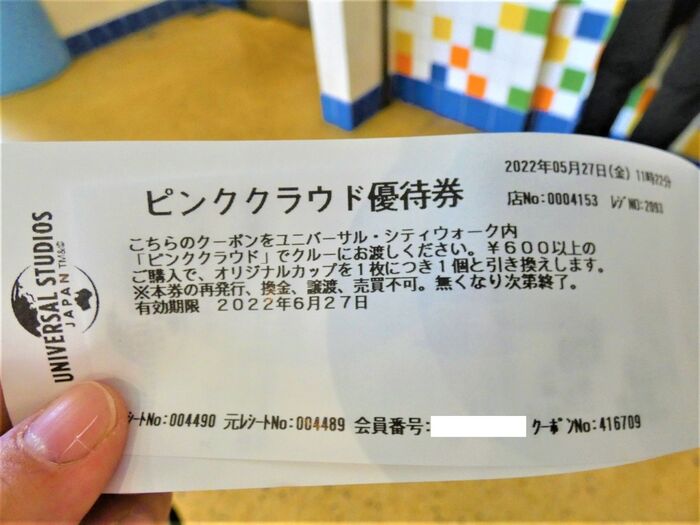 2022年05月27日(金) 11時22分
ピンククラウド優待券
店No:0004153 レジNO:2093
こちらのクーポンをユニバーサル・シティウォーク内
「ピンククラウド」でクルーにお渡しください。￥600以上の
ご購入で、オリジナルカップを1枚につき1個と引き換えします。
※本券の再発行、換金、譲渡、売買不可。無くなり次第終了。
有効期限 2022年6月27日
UNIVERSAL STUDIOS
JAPAN TM&©
シートNo:004490 元レシートNo:004489 会員番号: クーポンNo:416709